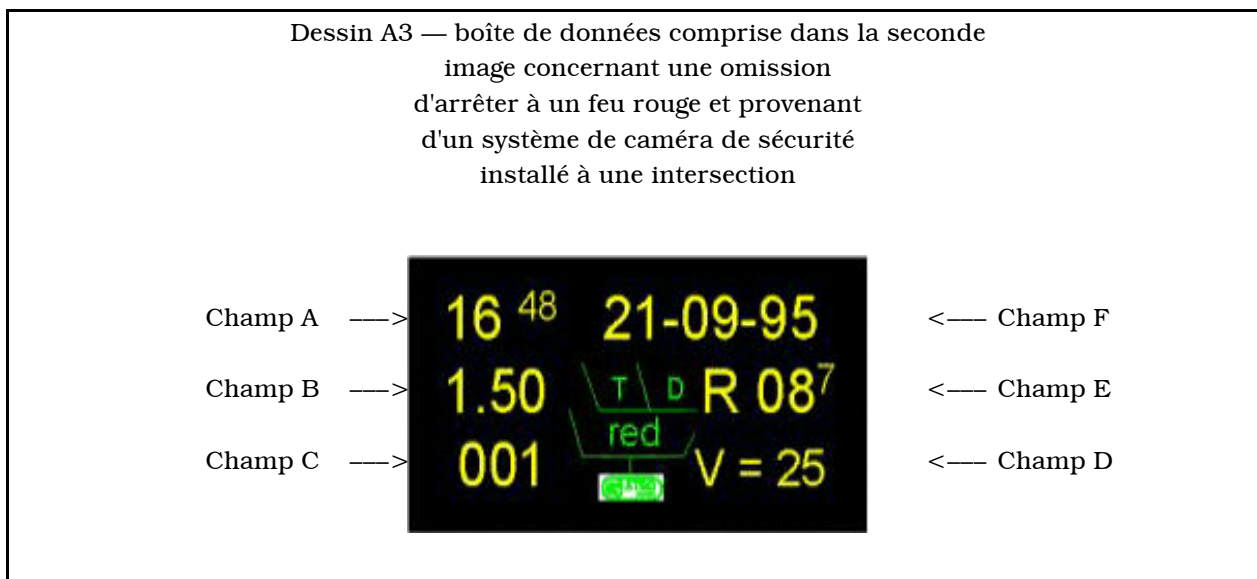 Dessin A3 — boîte de données comprise dans la seconde
image concernant une omission
d'arrêter à un feu rouge et provenant
d'un système de caméra de sécurité
installé à une intersection
Champ A ––––> 16 48 21-09-95 <–––– Champ F
Champ B ––––> 1.50 T D R 08⁷ <–––– Champ E
red
Champ C ––––> 001 V = 25 <–––– Champ D